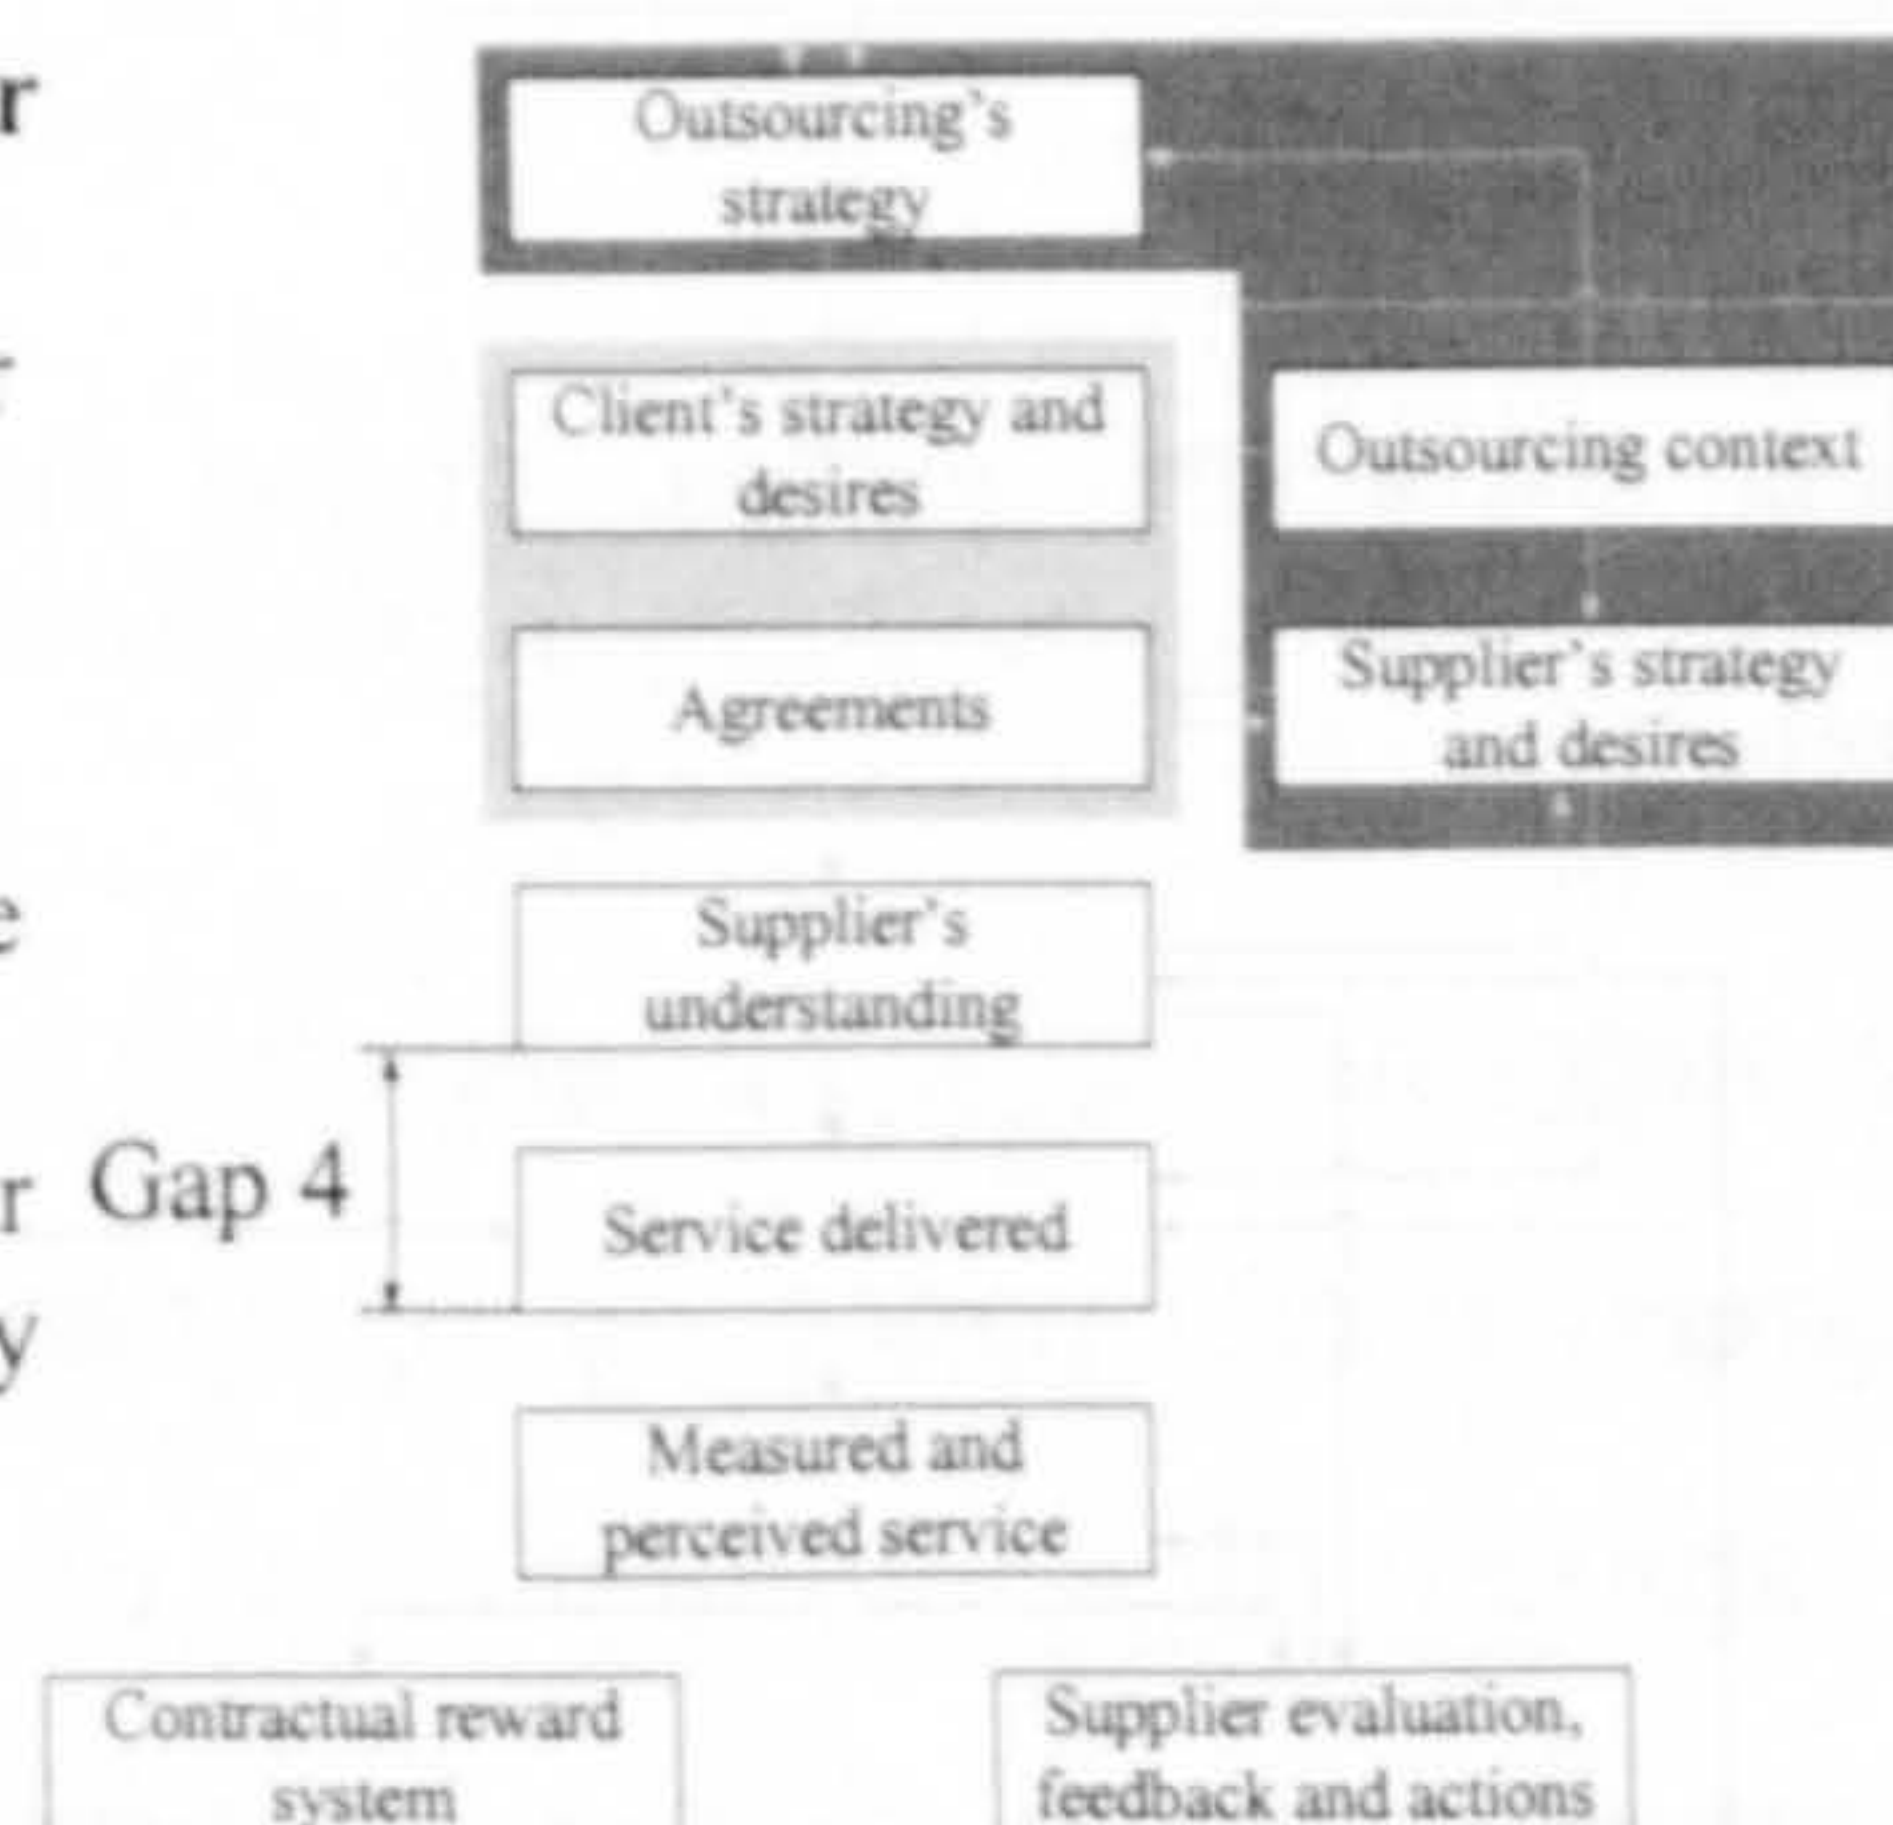 Outsourcing's
strategy
Client's strategy and
desires
Outsourcing context
Agreements
Supplier's strategy
and desires
Supplier's
understanding
Gap 4
Service delivered
Measured and
perceived service
Contractual reward
system
Supplier evaluation,
feedback and actions